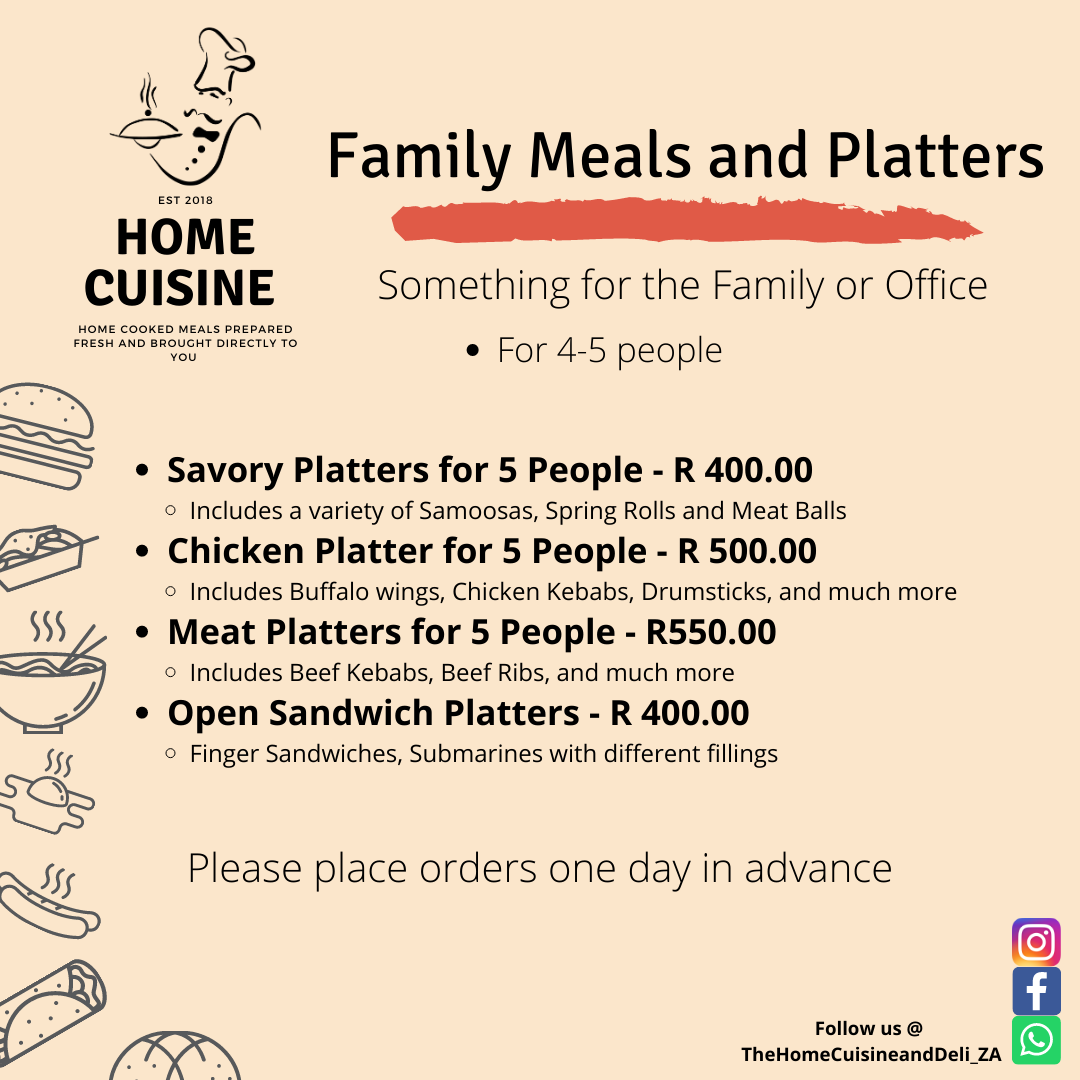 EST 2018
HOME
CUISINE
HOME COOKED MEALS PREPARED
FRESH AND BROUGHT DIRECTLY TO
YOU
Family Meals and Platters
Something for the Family or Office
• For 4-5 people
• Savory Platters for 5 People - R 400.00
○ Includes a variety of Samoosas, Spring Rolls and Meat Balls
• Chicken Platter for 5 People - R 500.00
○ Includes Buffalo wings, Chicken Kebabs, Drumsticks, and much more
• Meat Platters for 5 People - R550.00
○ Includes Beef Kebabs, Beef Ribs, and much more
• Open Sandwich Platters - R 400.00
○ Finger Sandwiches, Submarines with different fillings
Please place orders one day in advance
Follow us @
TheHomeCuisineandDeli_ZA